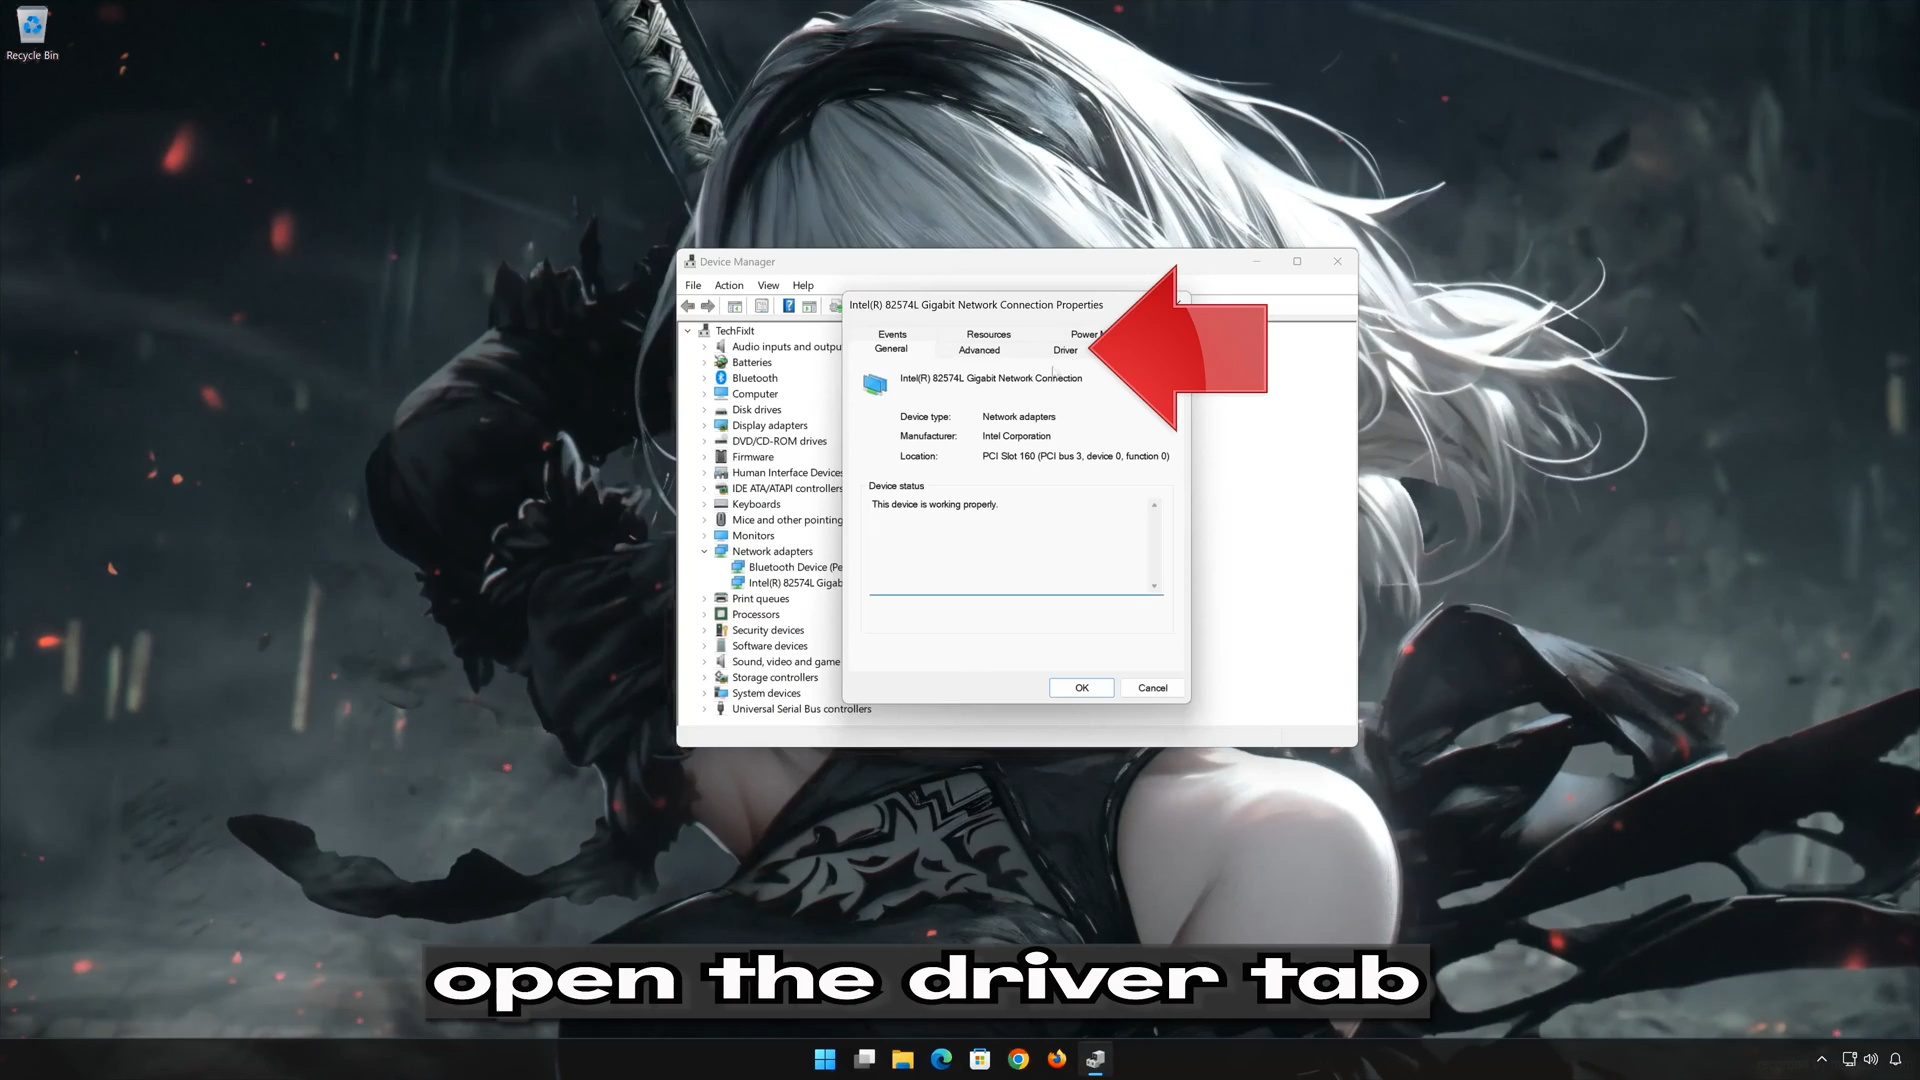 Recycle Bin
Device Manager
File Action View Help
TechFixIt
Audio inputs and outpu
Batteries
Bluetooth
Computer
Disk drives
Display adapters
DVD/CD-ROM drives
Firmware
Human Interface Devices
IDE ATA/ATAPI controllers
Keyboards
Mice and other pointing
Monitors
Network adapters
Bluetooth Device (Pe
Intel(R) 82574L Gigab
Print queues
Processors
Security devices
Software devices
Sound, video and game
Storage controllers
System devices
Universal Serial Bus controllers
Intel(R) 82574L Gigabit Network Connection Properties
Events Resources Power M
General Advanced Driver
Intel(R) 82574L Gigabit Network Connection
Device type: Network adapters
Manufacturer: Intel Corporation
Location: PCI Slot 160 (PCI bus 3, device 0, function 0)
Device status
This device is working properly.
OK Cancel
open the driver tab